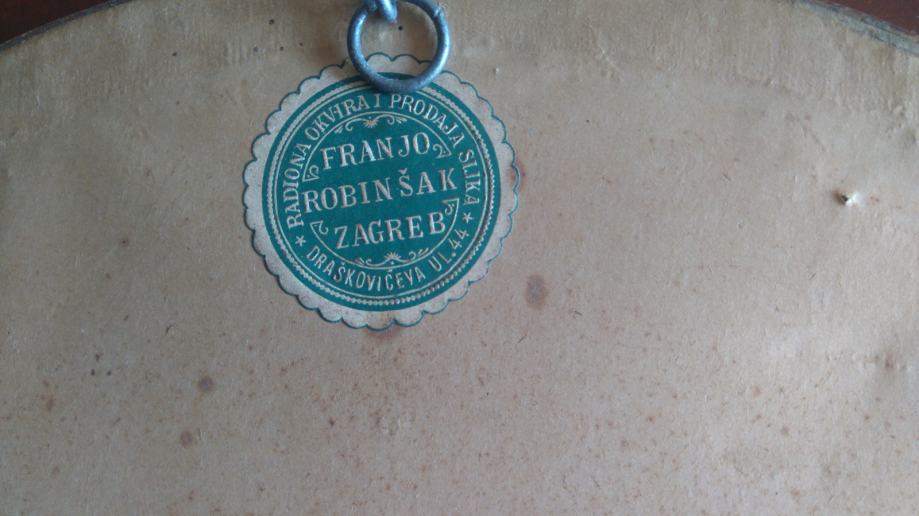 RADIONA OKVIRA I PRODAJA SLIKA
FRANJO
ROBINŠAK
ZAGREB
★ DRAŠKOVIĆEVA UL. 44 ★